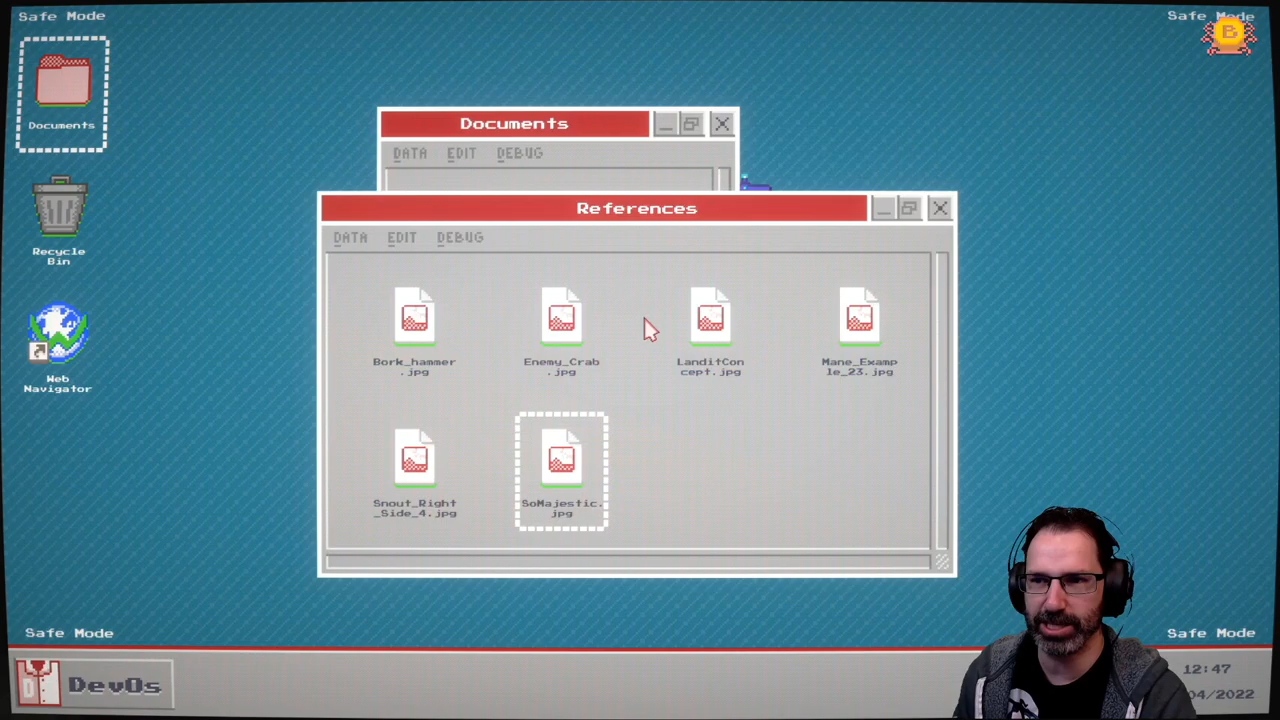 Safe Mode
Safe Mode
B
Documents
Documents
DATA EDIT DEBUG
References
DATA EDIT DEBUG
Recycle
Bin
Bork_hammer
.jpg
Enemy_Crab
.jpg
LanditCon
cept.jpg
Mane_Examp
le_23.jpg
Web
Navigator
Snout_Right
_Side_4.jpg
SoMajestic.
jpg
Safe Mode
Safe Mode
D
DevOs
12:47
04/2022